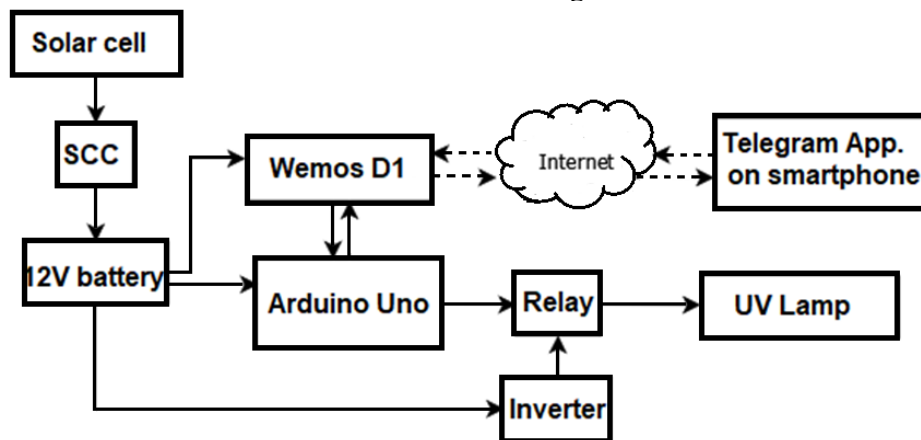 Solar cell
SCC
12V battery
Wemos D1
Arduino Uno
Internet
Telegram App.
on smartphone
Relay
UV Lamp
Inverter